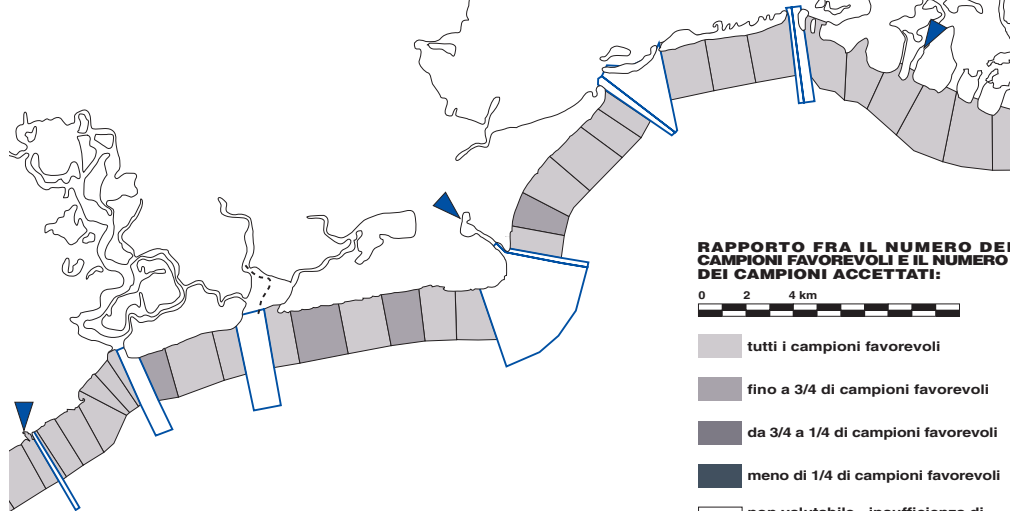 RAPPORTO FRA IL NUMERO DEI
CAMPIONI FAVOREVOLI E IL NUMERO
DEI CAMPIONI ACCETTATI:
0 2 4 km
tutti i campioni favorevoli
fino a 3/4 di campioni favorevoli
da 3/4 a 1/4 di campioni favorevoli
meno di 1/4 di campioni favorevoli
non valutabile insufficienza di